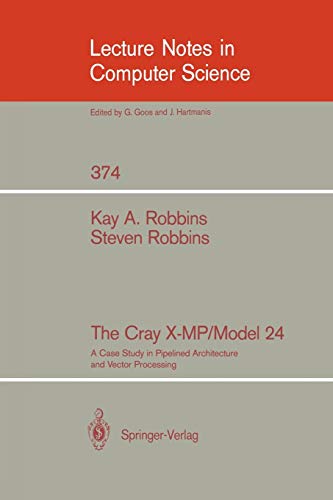 Lecture Notes in
Computer Science
Edited by G. Goos and J. Hartmanis
374
Kay A. Robbins
Steven Robbins
The Cray X-MP/Model 24
A Case Study in Pipelined Architecture
and Vector Processing
Springer-Verlag